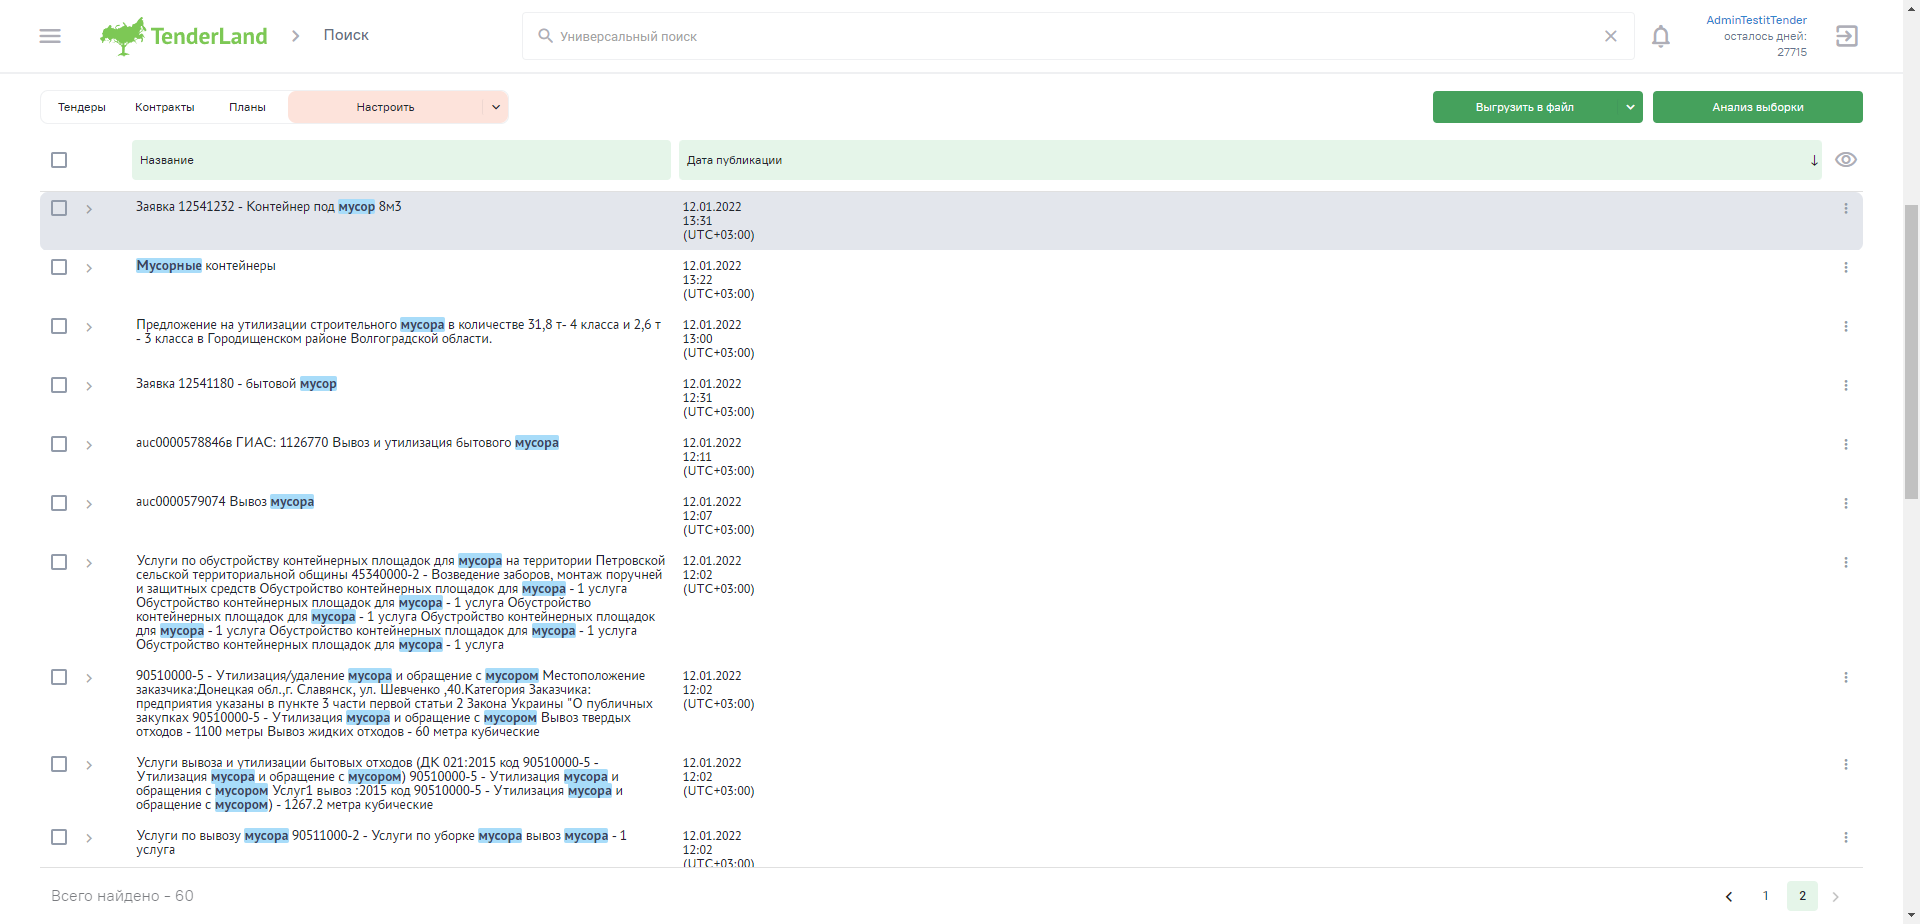 TenderLand
Поиск
Универсальный поиск
AdminTestitTender
осталось дней:
27715
Тендеры
Контракты
Планы
Настроить
Выгрузить в файл
Анализ выборки
Название
Дата публикации
Заявка 12541232 - Контейнер под мусор 8м3
12.01.2022
13:31
(UTC+03:00)
Мусорные контейнеры
12.01.2022
13:22
(UTC+03:00)
Предложение на утилизации строительного мусора в количестве 31,8 т- 4 класса и 2,6 т
- 3 класса в Городищенском районе Волгоградской области.
12.01.2022
13:00
(UTC+03:00)
Заявка 12541180 - бытовой мусор
12.01.2022
12:31
(UTC+03:00)
auc0000578846в ГИАС: 1126770 Вывоз и утилизация бытового мусора
12.01.2022
12:11
(UTC+03:00)
auc0000579074 Вывоз мусора
12.01.2022
12:07
(UTC+03:00)
Услуги по обустройству контейнерных площадок для мусора на территории Петровской
сельской территориальной общины 45340000-2 - Возведение заборов, монтаж поручней
и защитных средств Обустройство контейнерных площадок для мусора - 1 услуга
Обустройство контейнерных площадок для мусора - 1 услуга Обустройство
контейнерных площадок для мусора - 1 услуга Обустройство контейнерных площадок
для мусора - 1 услуга Обустройство контейнерных площадок для мусора - 1 услуга
Обустройство контейнерных площадок для мусора - 1 услуга
12.01.2022
12:02
(UTC+03:00)
90510000-5 - Утилизация/удаление мусора и обращение с мусором Местоположение
заказчика:Донецкая обл.,г. Славянск, ул. Шевченко ,40.Категория Заказчика:
предприятия указаны в пункте 3 части первой статьи 2 Закона Украины "О публичных
закупках 90510000-5 - Утилизация мусора и обращение с мусором Вывоз твердых
отходов - 1100 метры Вывоз жидких отходов - 60 метра кубические
12.01.2022
12:02
(UTC+03:00)
Услуги вывоза и утилизации бытовых отходов (ДК 021:2015 код 90510000-5 -
Утилизация мусора и обращение с мусором) 90510000-5 - Утилизация мусора и
обращения с мусором Услуг1 вывоз :2015 код 90510000-5 - Утилизация мусора и
обращение с мусором) - 1267.2 метра кубические
12.01.2022
12:02
(UTC+03:00)
Услуги по вывозу мусора 90511000-2 - Услуги по уборке мусора вывоз мусора - 1
услуга
12.01.2022
12:02
(UTC+03:00)
Всего найдено - 60
1
2